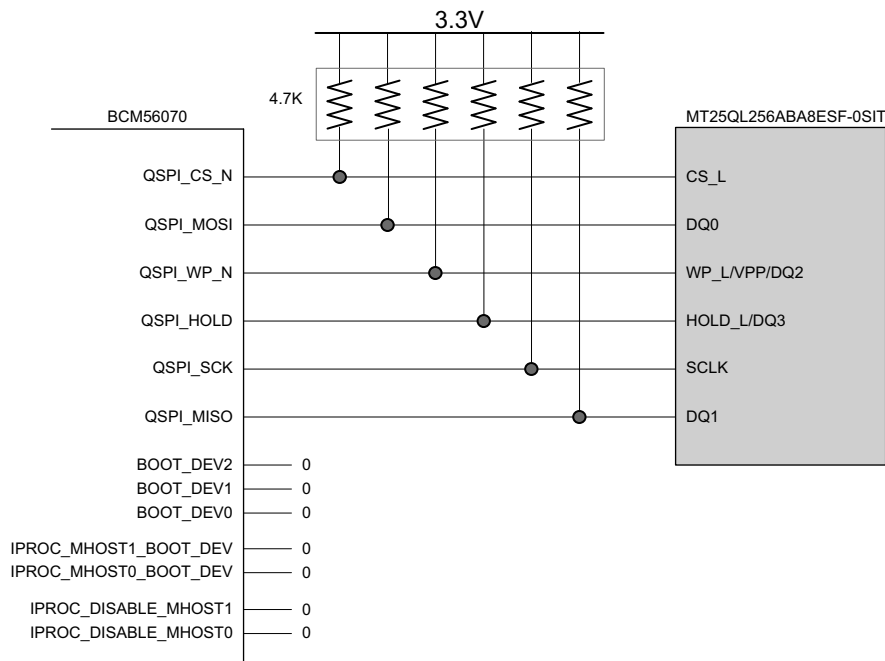 3.3V
4.7K
BCM56070
MT25QL256ABA8ESF-0SIT
QSPI_CS_N
CS_L
QSPI_MOSI
DQ0
QSPI_WP_N
WP_L/VPP/DQ2
QSPI_HOLD
HOLD_L/DQ3
QSPI_SCK
SCLK
QSPI_MISO
DQ1
BOOT_DEV2 0
BOOT_DEV1 0
BOOT_DEV0 0
IPROC_MHOST1_BOOT_DEV 0
IPROC_MHOST0_BOOT_DEV 0
IPROC_DISABLE_MHOST1 0
IPROC_DISABLE_MHOST0 0